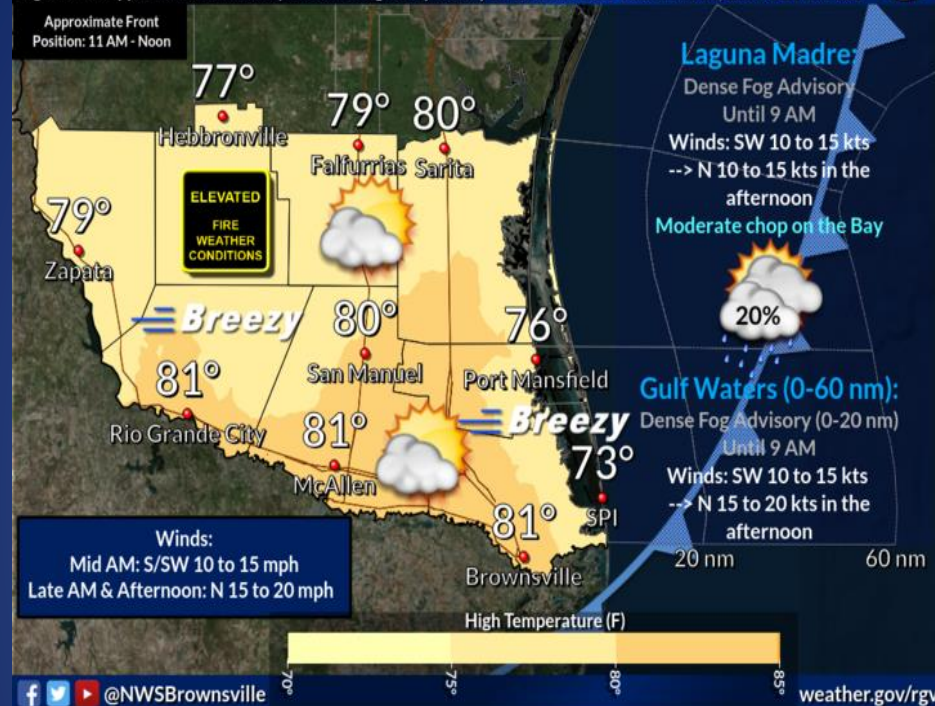 Approximate Front
Position: 11 AM - Noon
77°
Hebbronville
79°
Falfurrias
80°
Sarita
79°
Zapata
ELEVATED
FIRE
WEATHER
CONDITIONS
Breezy
80°
San Manuel
76°
Port Mansfield
81°
Rio Grande City
81°
McAllen
Breezy
73°
SPI
81°
Brownsville
Laguna Madre:
Dense Fog Advisory
Until 9 AM
Winds: SW 10 to 15 kts
--> N 10 to 15 kts in the
afternoon
Moderate chop on the Bay
20%
Gulf Waters (0-60 nm):
Dense Fog Advisory (0-20 nm)
Until 9 AM
Winds: SW 10 to 15 kts
--> N 15 to 20 kts in the
afternoon
20 nm
60 nm
Winds:
Mid AM: S/SW 10 to 15 mph
Late AM & Afternoon: N 15 to 20 mph
High Temperature (F)
70°
75°
80°
85°
@NWSBrownsville
weather.gov/rgv